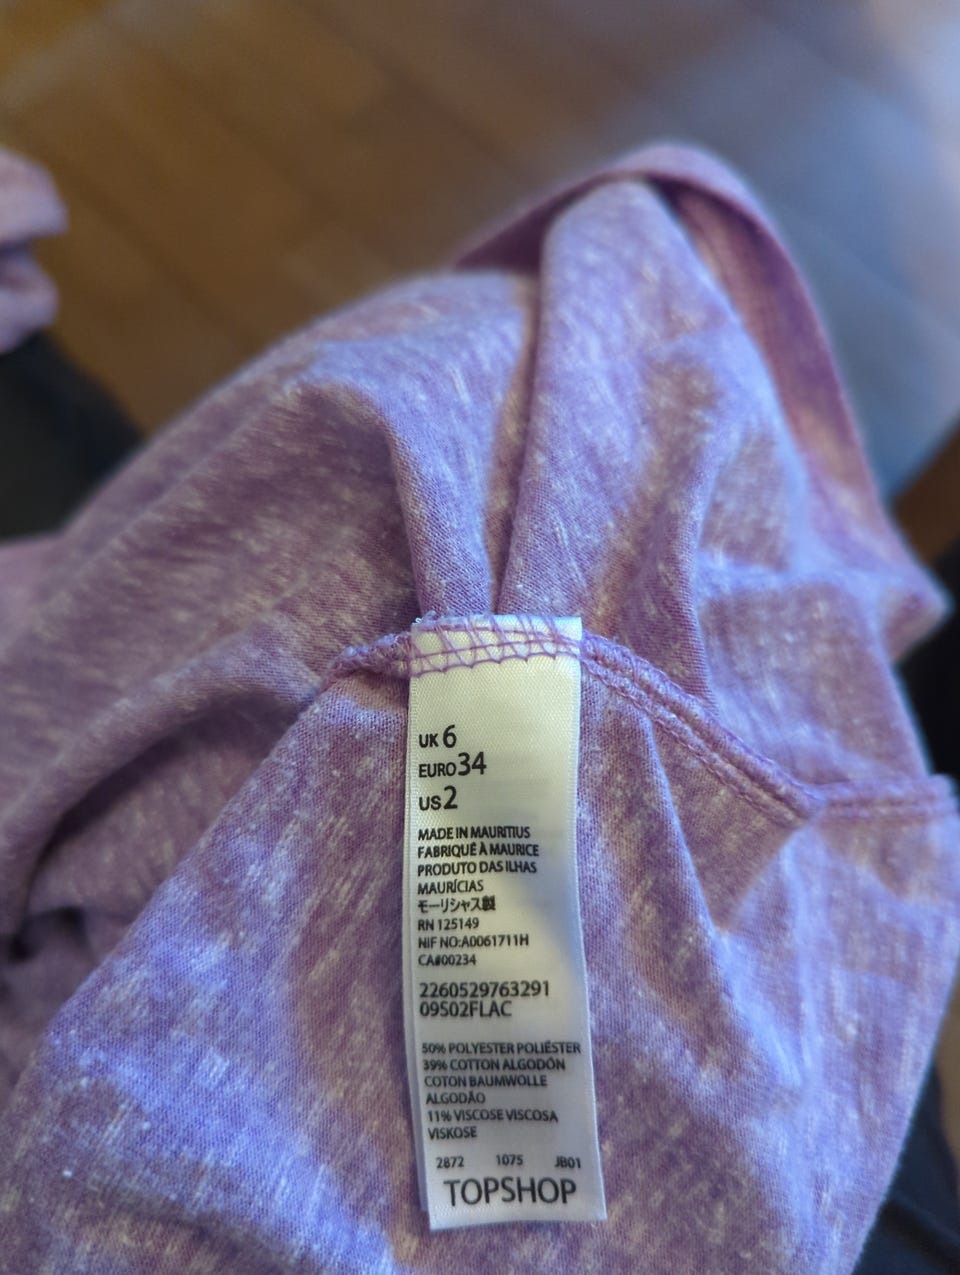 UK 6
EURO 34
US 2
MADE IN MAURITIUS
FABRIQUÉ À MAURICE
PRODUTO DAS ILHAS
MAURÍCIAS
モーリシャス製
RN 125149
NIF NO:A0061711H
CA#00234
2260529763291
09S02FLAC
50% POLYESTER POLIÉSTER
39% COTTON ALGODÓN
COTON BAUMWOLLE
ALGODÃO
11% VISCOSE VISCOSA
VISKOSE
2872 1075 JB01
TOPSHOP